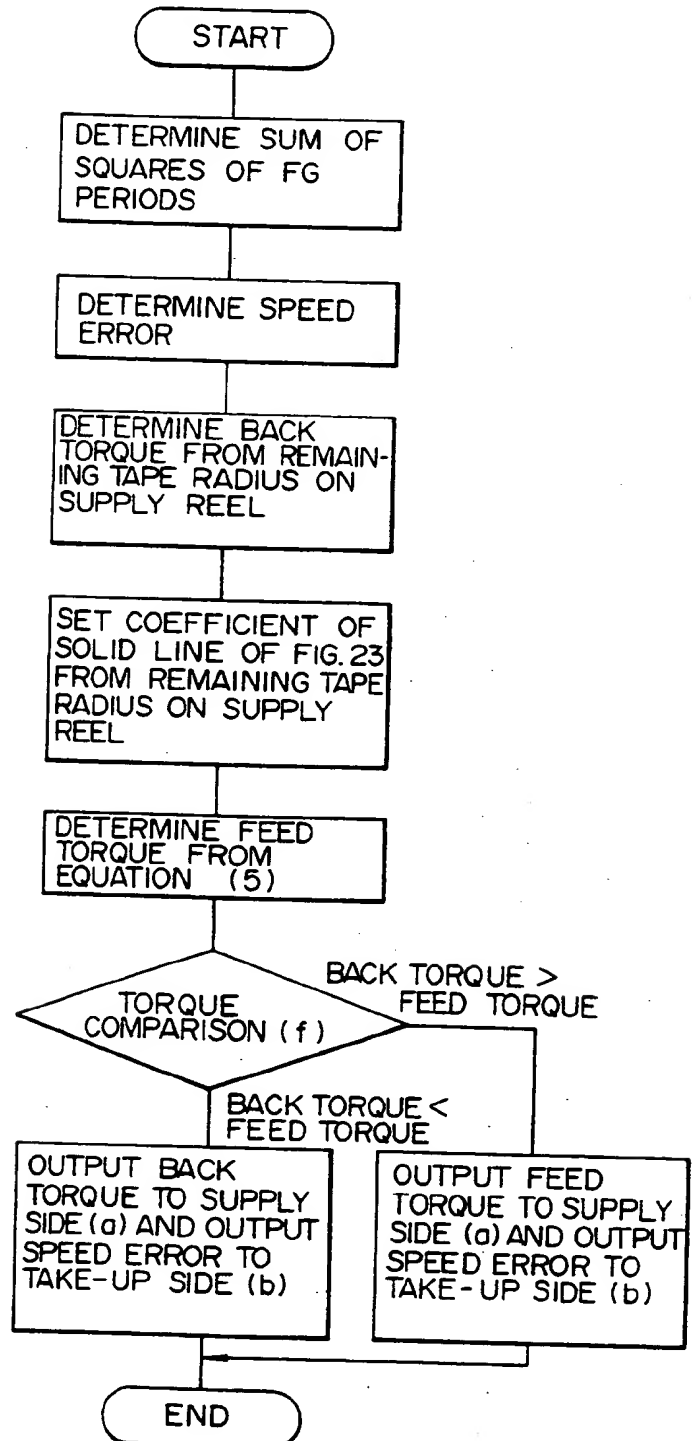 START
DETERMINE SUM OF
SQUARES OF FG
PERIODS
DETERMINE SPEED
ERROR
DETERMINE BACK
TORQUE FROM REMAIN-
ING TAPE RADIUS ON
SUPPLY REEL
SET COEFFICIENT OF
SOLID LINE OF FIG. 23
FROM REMAINING TAPE
RADIUS ON SUPPLY
REEL
DETERMINE FEED
TORQUE FROM
EQUATION (5)
TORQUE
COMPARISON (f)
BACK TORQUE >
FEED TORQUE
BACK TORQUE <
FEED TORQUE
OUTPUT BACK
TORQUE TO SUPPLY
SIDE (a) AND OUTPUT
SPEED ERROR TO
TAKE-UP SIDE (b)
OUTPUT FEED
TORQUE TO SUPPLY
SIDE (a) AND OUTPUT
SPEED ERROR TO
TAKE-UP SIDE (b)
END